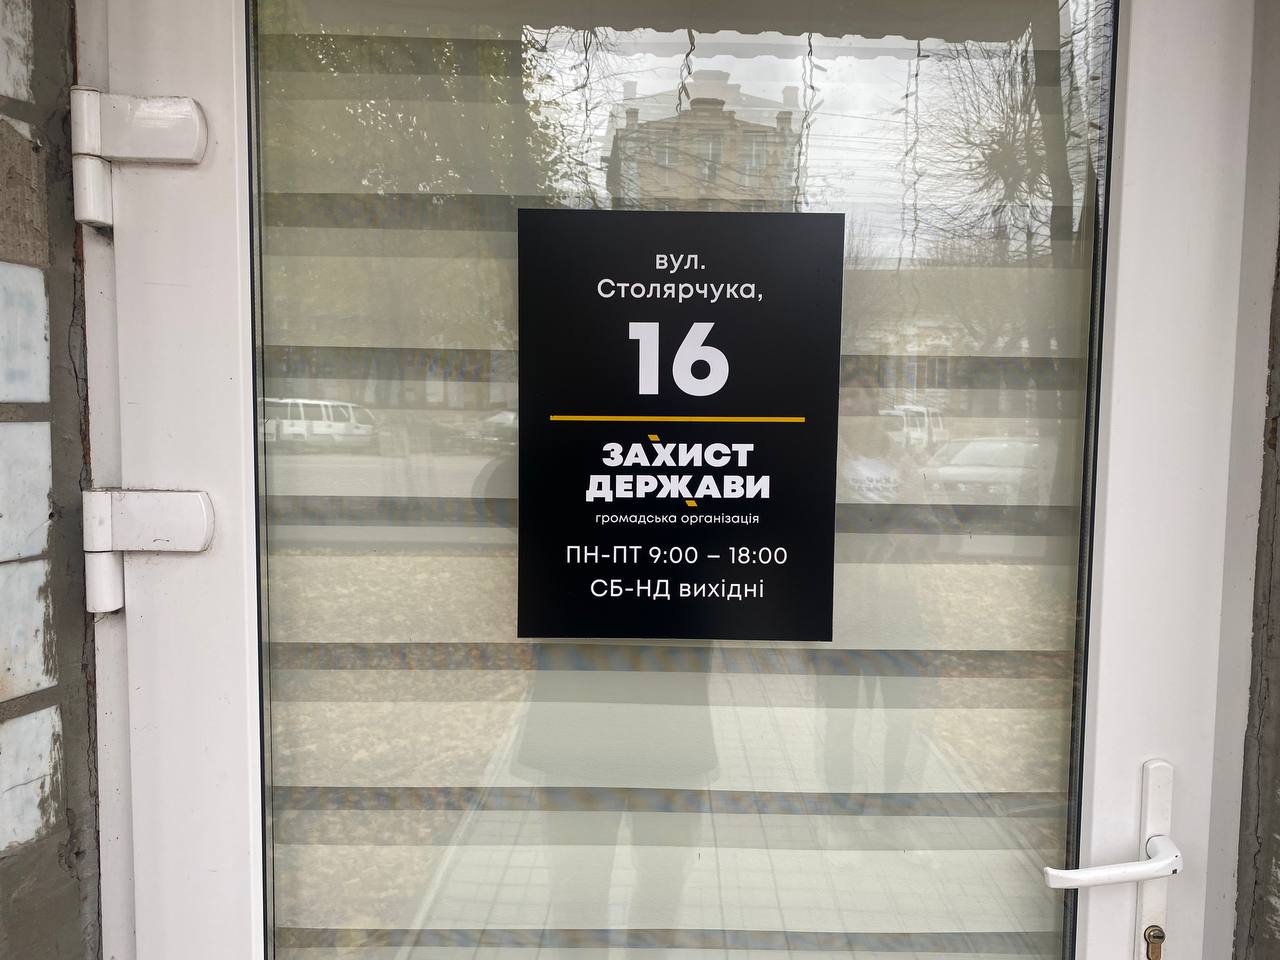 вул.
Столярчука,
16
ЗАХИСТ
ДЕРЖАВИ
громадська організація
ПН-ПТ 9:00 – 18:00
СБ-НД вихідні